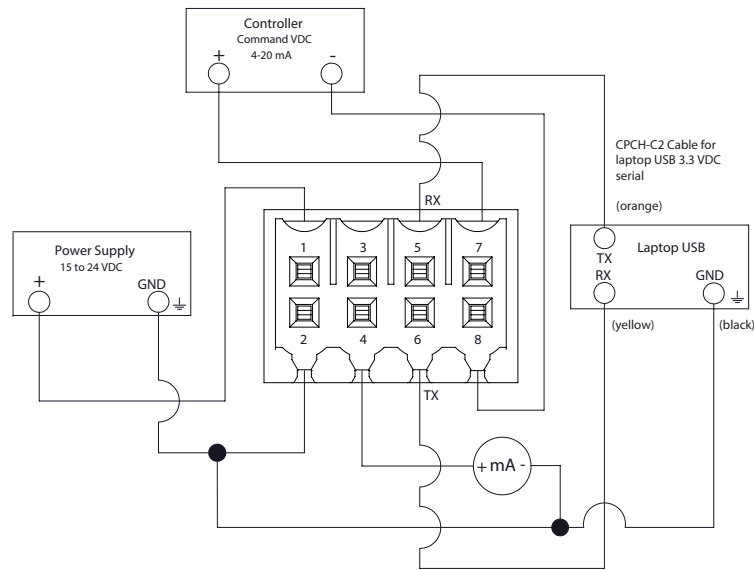 Controller
Command VDC
4-20 mA
+
-
CPCH-C2 Cable for
laptop USB 3.3 VDC
serial
(orange)
RX
Power Supply
15 to 24 VDC
+
GND
1
3
5
7
2
4
6
8
TX
TX
RX
Laptop USB
GND
(yellow)
(black)
+ mA -